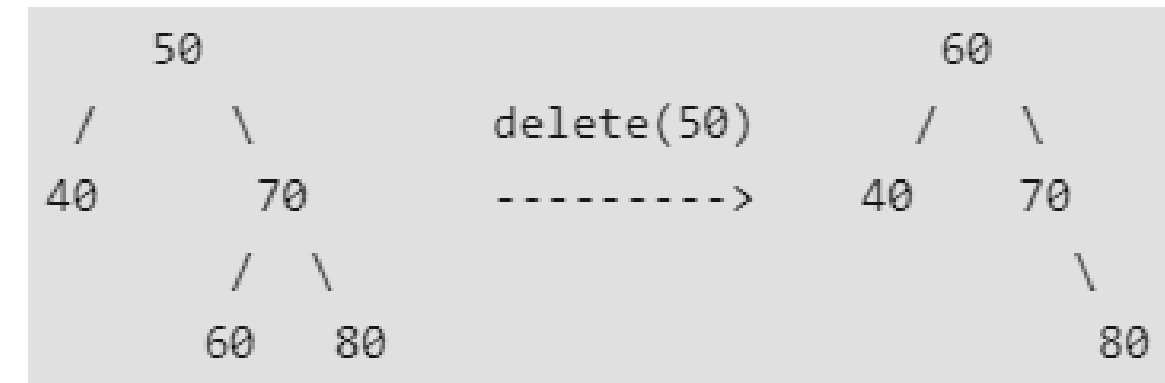 50 60
/ \ delete(50) / \
40 70 ---------> 40 70
/ \ \
60 80 80